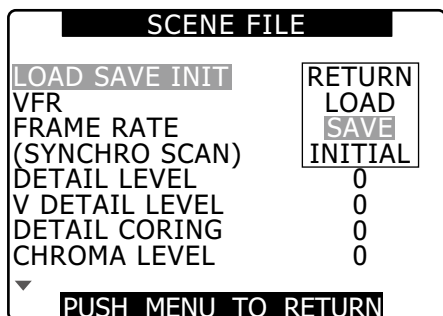 SCENE FILE
LOAD SAVE INIT RETURN
VFR LOAD
FRAME RATE SAVE
(SYNCHRO SCAN) INITIAL
DETAIL LEVEL 0
V DETAIL LEVEL 0
DETAIL CORING 0
CHROMA LEVEL 0
PUSH MENU TO RETURN